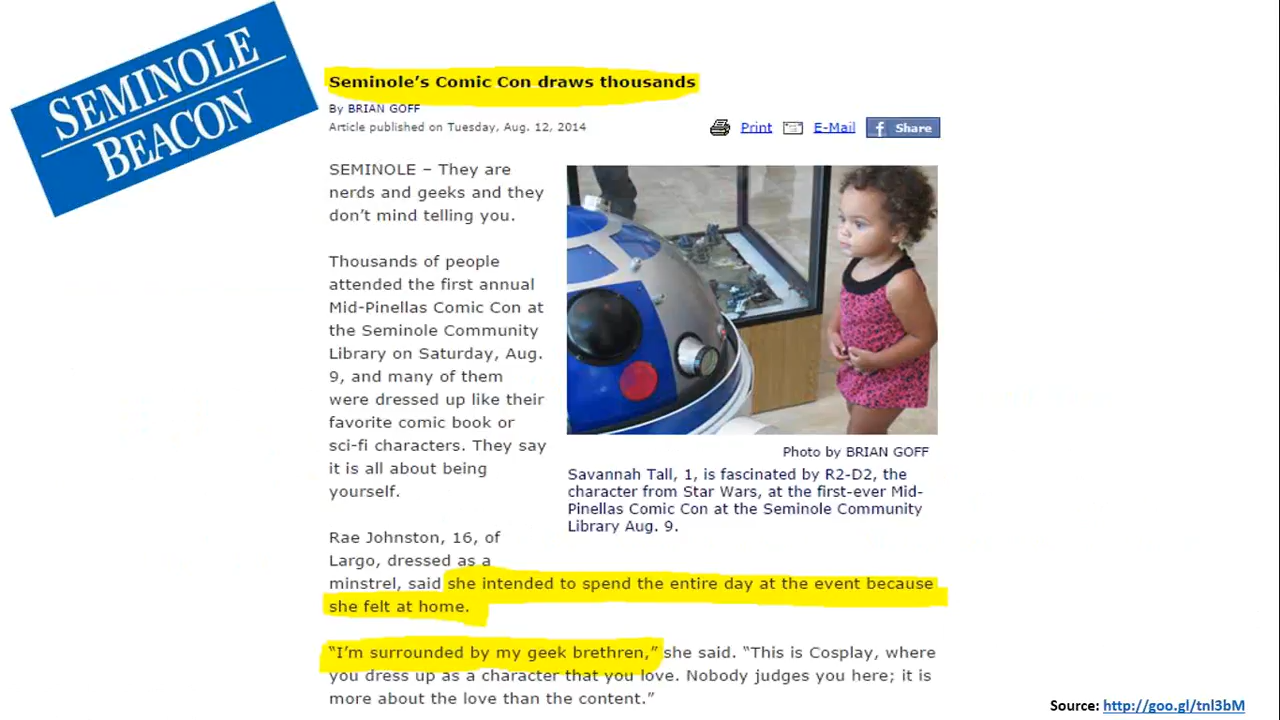 SEMINOLE
BEACON
Seminole’s Comic Con draws thousands
By BRIAN GOFF
Article published on Tuesday, Aug. 12, 2014
Print E-Mail f Share
SEMINOLE – They are
nerds and geeks and they
don’t mind telling you.
Thousands of people
attended the first annual
Mid-Pinellas Comic Con at
the Seminole Community
Library on Saturday, Aug.
9, and many of them
were dressed up like their
favorite comic book or
sci-fi characters. They say
it is all about being
yourself.
Photo by BRIAN GOFF
Savannah Tall, 1, is fascinated by R2-D2, the
character from Star Wars, at the first-ever Mid-
Pinellas Comic Con at the Seminole Community
Library Aug. 9.
Rae Johnston, 16, of
Largo, dressed as a
minstrel, said she intended to spend the entire day at the event because
she felt at home.
“I’m surrounded by my geek brethren,” she said. “This is Cosplay, where
you dress up as a character that you love. Nobody judges you here; it is
more about the love than the content.”
Source: http://goo.gl/tnl3bM